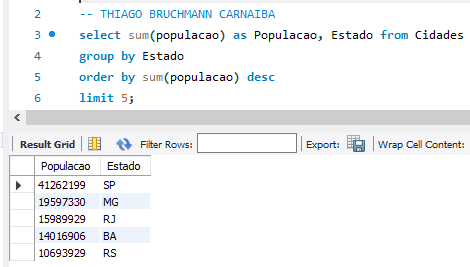 2 -- THIAGO BRUCHMANN CARNAIBA
3 select sum(populacao) as Populacao, Estado from Cidades
4 group by Estado
5 order by sum(populacao) desc
6 limit 5;
Result Grid Filter Rows: Export: Wrap Cell Content:
Populacao Estado
41262199 SP
19597330 MG
15989929 RJ
14016906 BA
10693929 RS